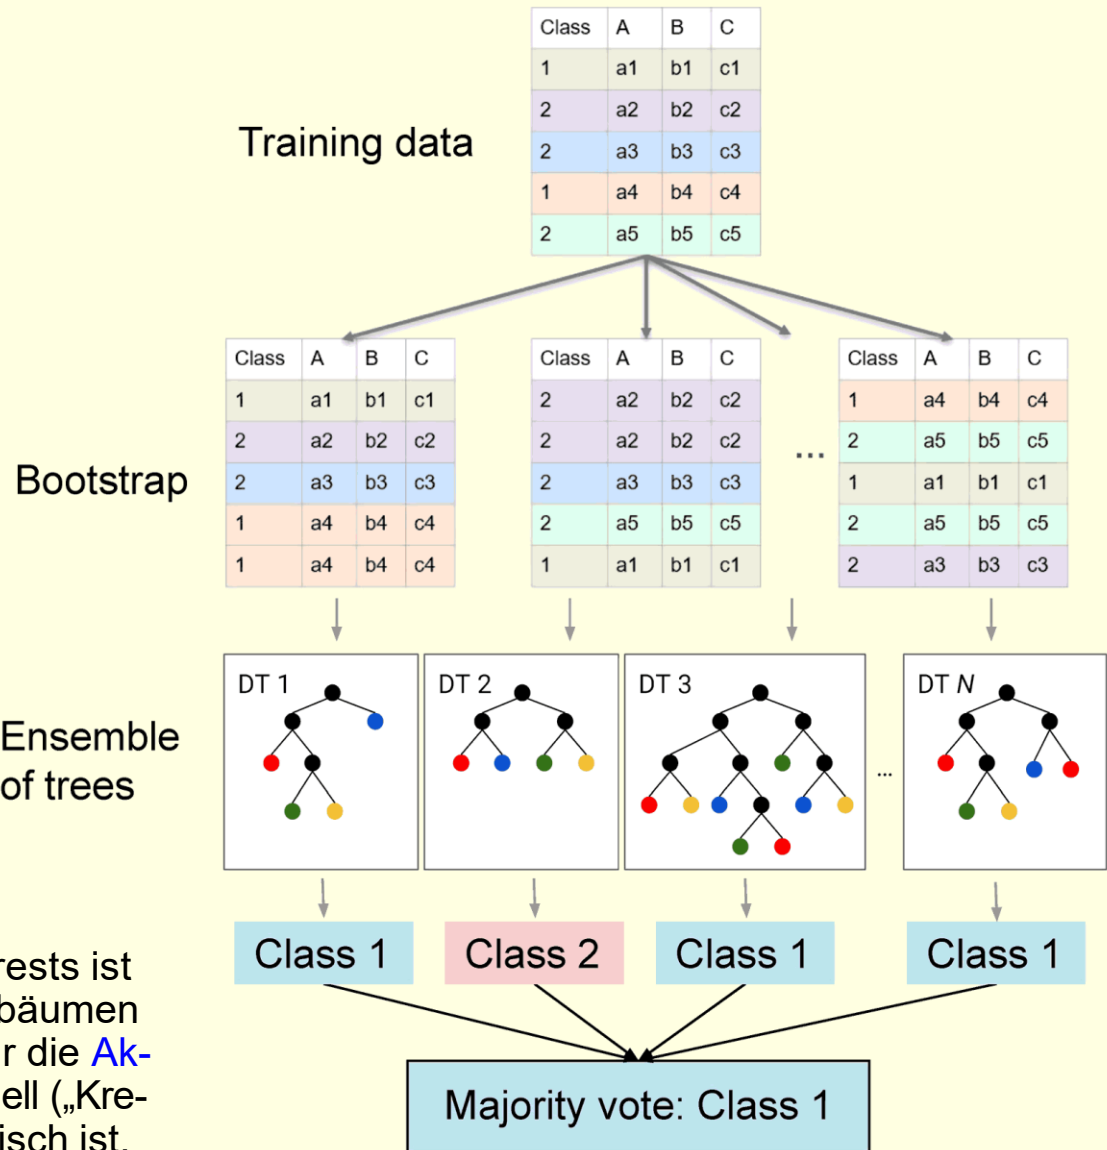 Class A B C
1 a1 b1 c1
2 a2 b2 c2
Training data
2 a3 b3 c3
1 a4 b4 c4
2 a5 b5 c5
Class A B C
1 a1 b1 c1
2 a2 b2 c2
2 a3 b3 c3
1 a4 b4 c4
1 a4 b4 c4
Class A B C
2 a2 b2 c2
2 a2 b2 c2
2 a3 b3 c3
2 a5 b5 c5
1 a1 b1 c1
...
Class A B C
1 a4 b4 c4
2 a5 b5 c5
1 a1 b1 c1
2 a5 b5 c5
2 a3 b3 c3
Bootstrap
DT 1
DT 2
DT 3
...
DT N
Ensemble
of trees
Class 1
Class 2
Class 1
Class 1
Majority vote: Class 1
rests ist
bäumen
r die Ak-
ell („Kre-
isch ist.